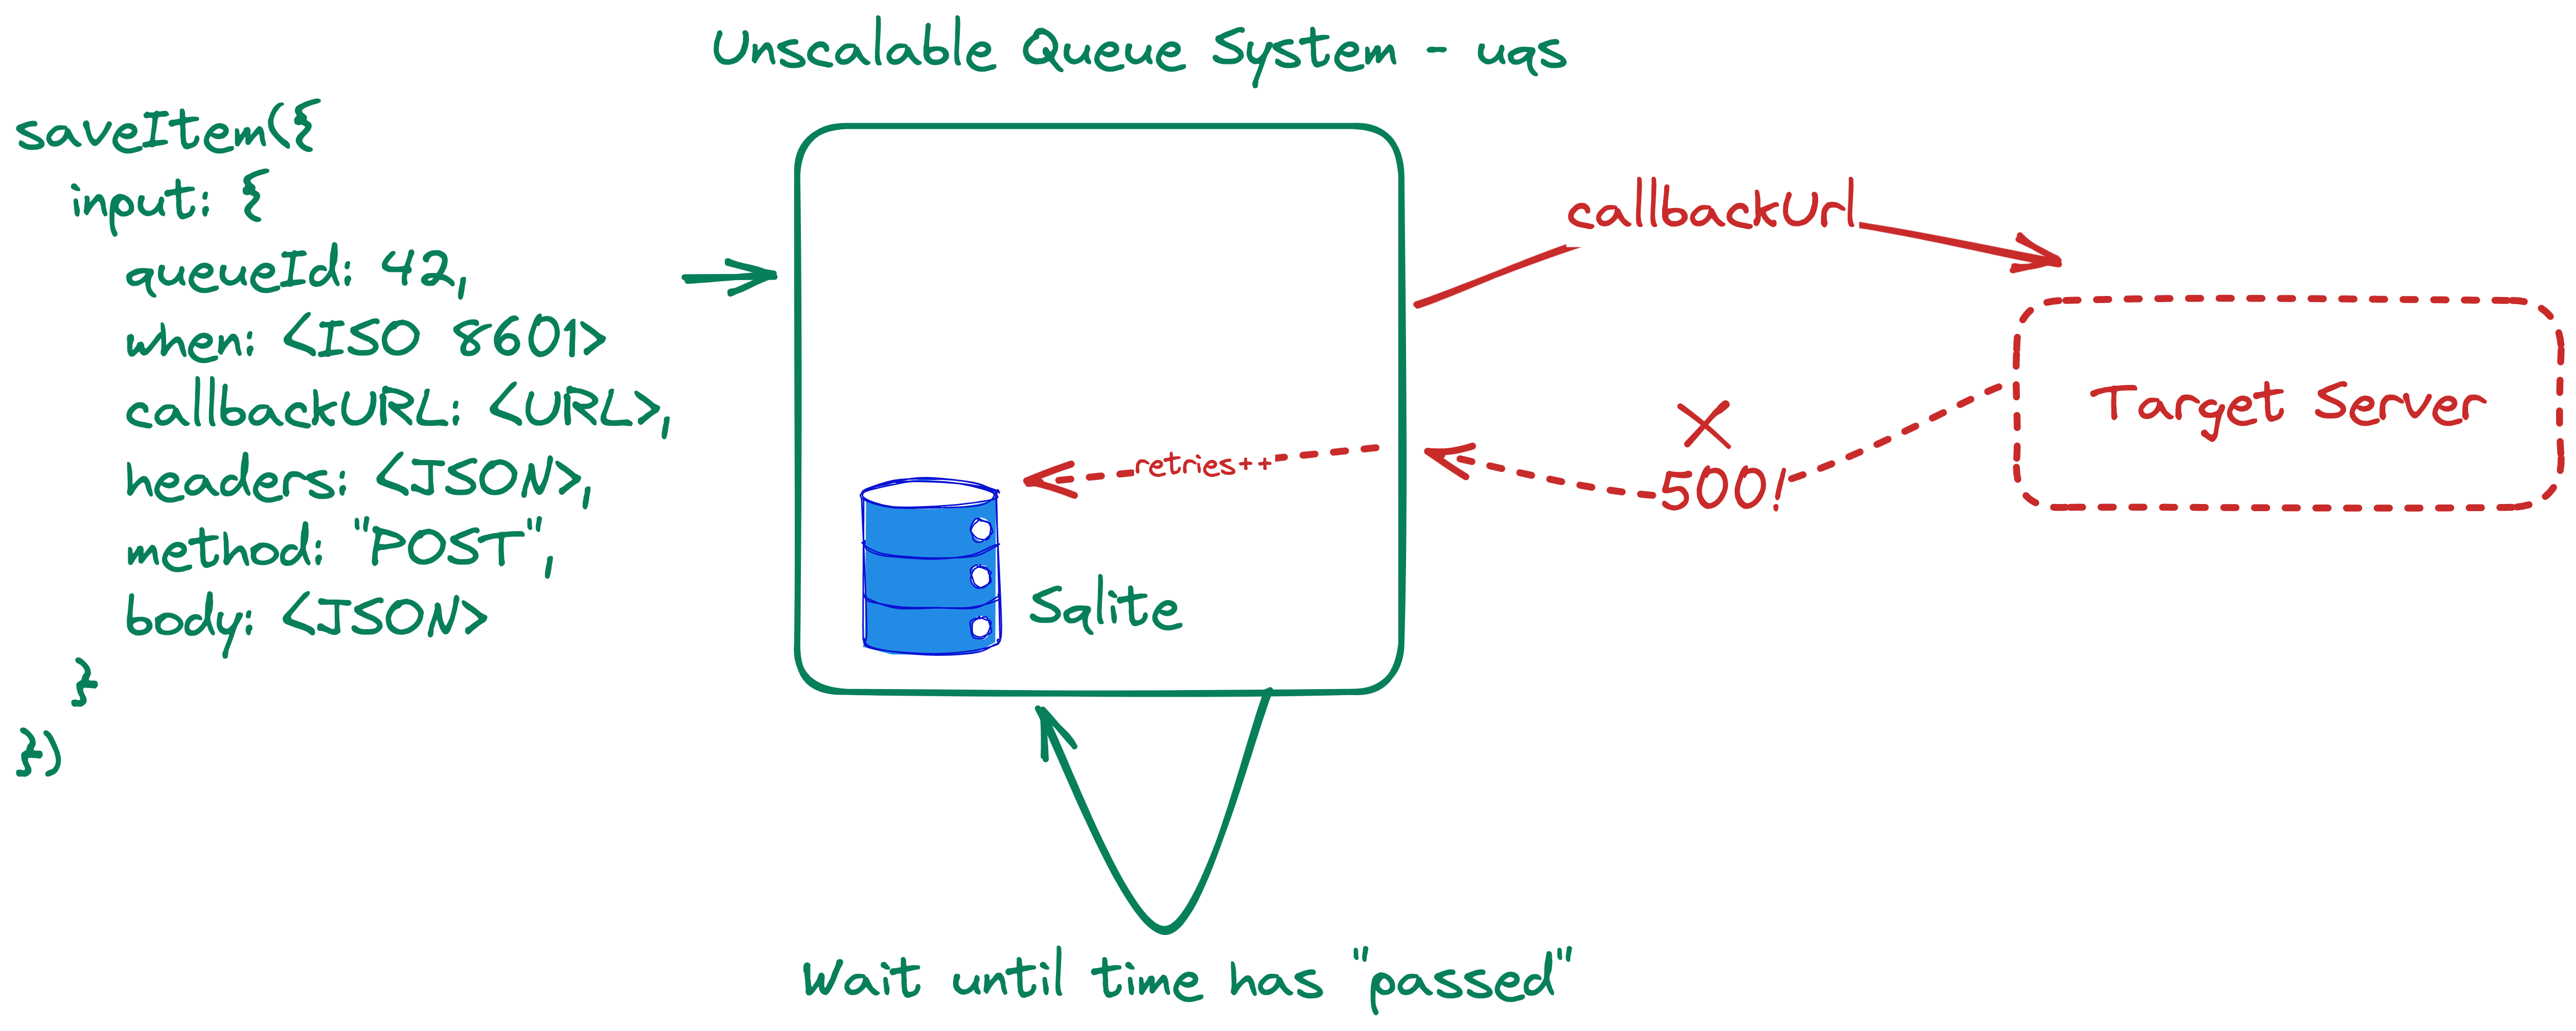 Unscalable Queue System - uqs
saveItem({
input: {
queueId: 42,
when: <ISO 8601>
callbackURL: <URL>,
headers: <JSON>,
method: "POST",
body: <JSON>
}
})
callbackUrl
Target Server
500!
retries++
Sqlite
Wait until time has "passed"